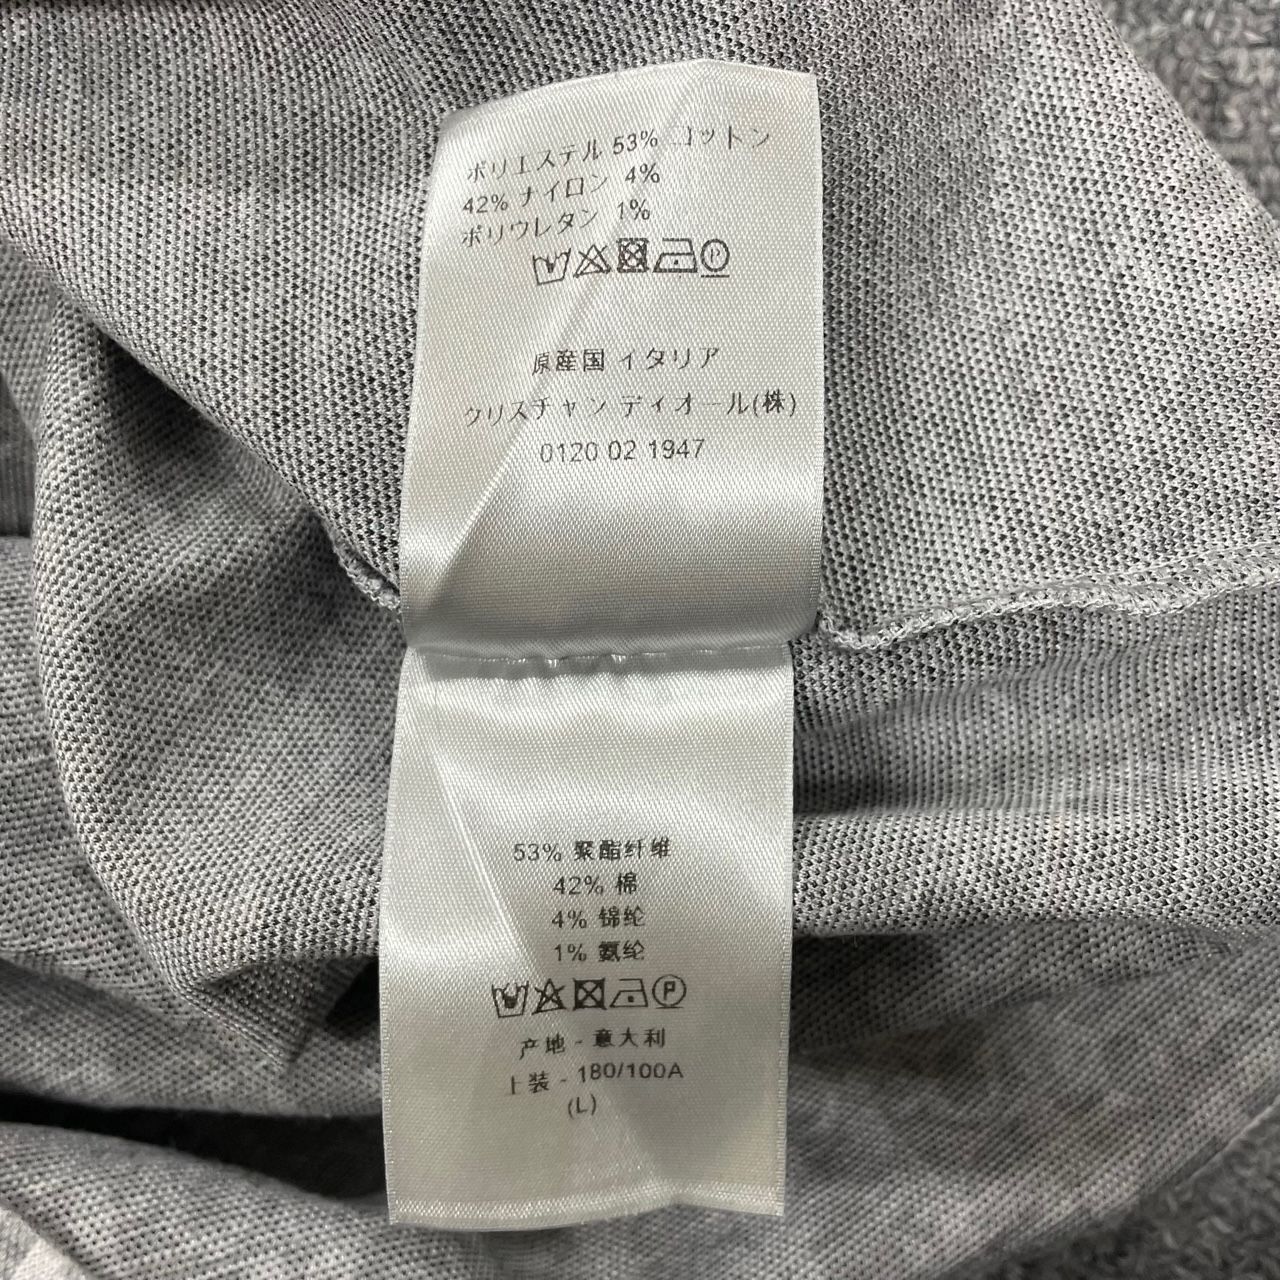 ポリエステル 53% コットン
42% ナイロン 4%
ポリウレタン 1%
P
原産国 イタリア
クリスチャン ディオール(株)
0120 02 1947
53% 聚酯纤维
42% 棉
4% 锦纶
1% 氨纶
P
产地 - 意大利
上装 - 180/100A
(L)